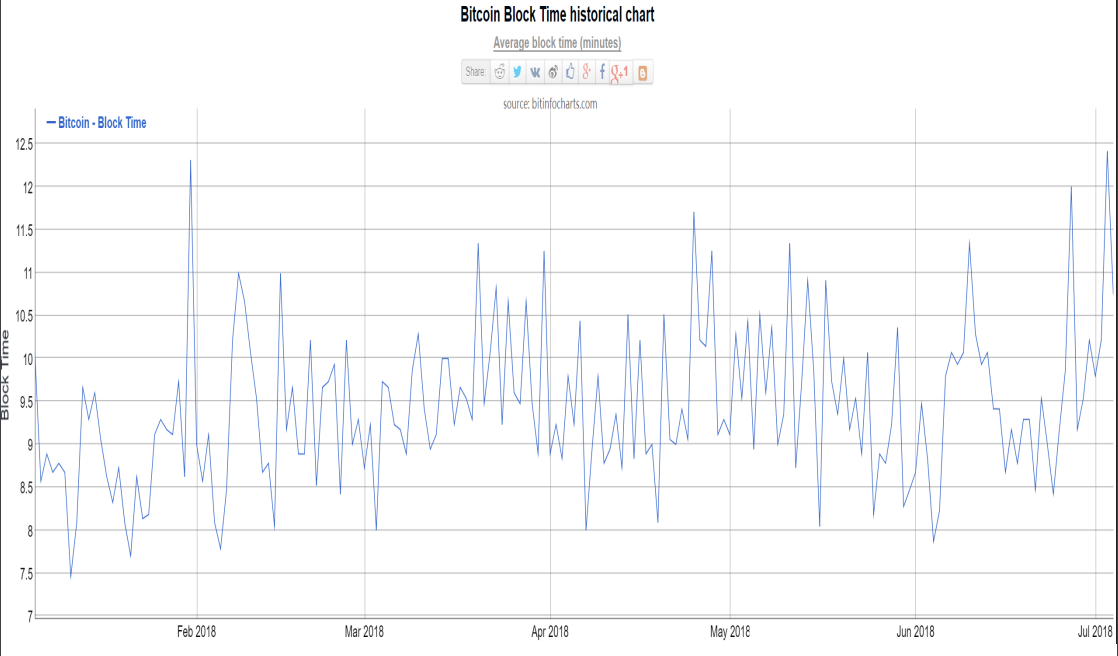 Bitcoin Block Time historical chart
Average block time (minutes)
Share:
+1
source: bitinfocharts.com
Bitcoin - Block Time
12.5
12
11.5
11
10.5
10
9.5
9
8.5
8
7.5
7
Block Time
Feb 2018 Mar 2018 Apr 2018 May 2018 Jun 2018 Jul 2018